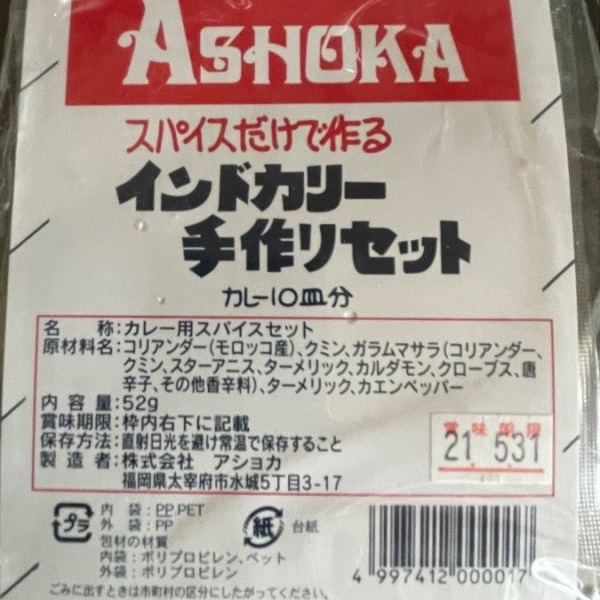 ASHOKA
スパイスだけで作る
インドカリー
手作りセット
カレー10皿分
名　称：カレー用スパイスセット
原材料名：コリアンダー（モロッコ産）、クミン、ガラムマサラ（コリアンダー、
クミン、スターアニス、ターメリック、カルダモン、クローブス、唐
辛子、その他香辛料）、ターメリック、カエンペッパー
内 容 量：52g
賞味期限：枠内右下に記載
保存方法：直射日光を避け常温で保存すること
製 造 者：株式会社　アショカ
福岡県太宰府市水城5丁目3-17
賞味期限
21. 5.31
プラ
内　袋：PP,PET
外　袋：PP
包材の材質
内袋：ポリプロピレン、ペット
外袋：ポリプロピレン
紙
台紙
4 997412 000017
ごみに出すときは市町村の区分にしたがってください。